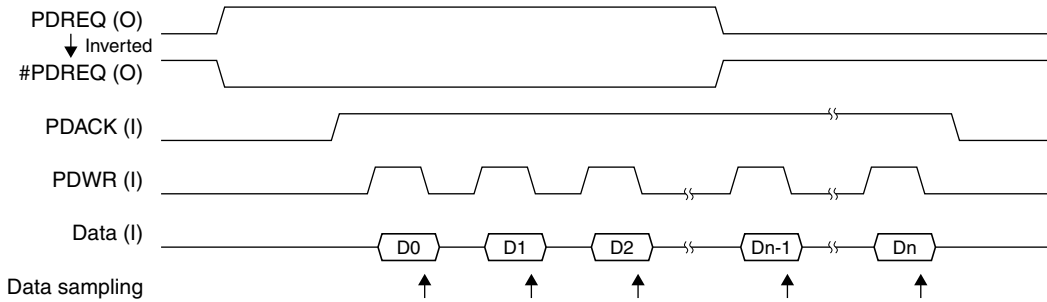 PDREQ (O)
Inverted
#PDREQ (O)
PDACK (I)
PDWR (I)
Data (I) D0 D1 D2 Dn-1 Dn
Data sampling